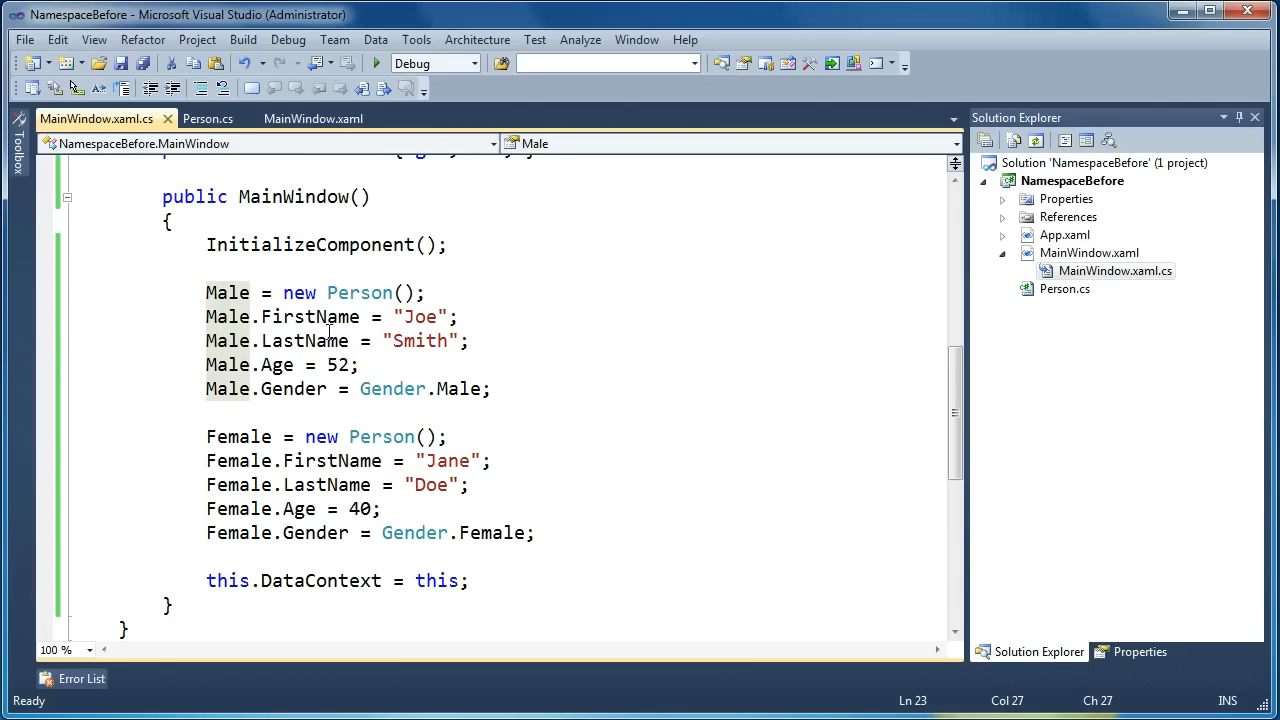 NamespaceBefore - Microsoft Visual Studio (Administrator)
File Edit View Refactor Project Build Debug Team Data Tools Architecture Test Analyze Window Help
Debug
MainWindow.xaml.cs Person.cs MainWindow.xaml
NamespaceBefore.MainWindow Male
public MainWindow()
{
InitializeComponent();
Male = new Person();
Male.FirstName = "Joe";
Male.LastName = "Smith";
Male.Age = 52;
Male.Gender = Gender.Male;
Female = new Person();
Female.FirstName = "Jane";
Female.LastName = "Doe";
Female.Age = 40;
Female.Gender = Gender.Female;
this.DataContext = this;
}
}
100 %
Toolbox
Solution Explorer
Solution 'NamespaceBefore' (1 project)
NamespaceBefore
Properties
References
App.xaml
MainWindow.xaml
MainWindow.xaml.cs
Person.cs
Solution Explorer Properties
Error List
Ready Ln 23 Col 27 Ch 27 INS